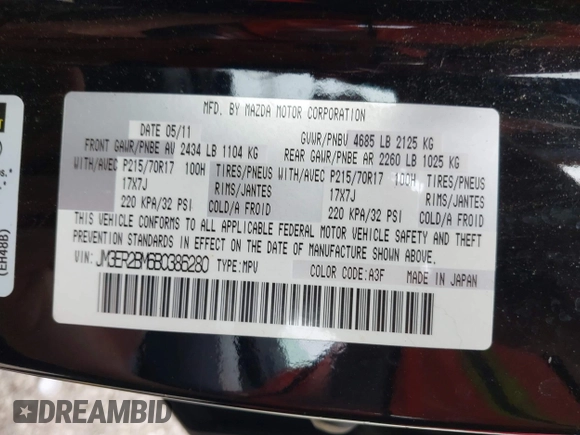 MFD. BY MAZDA MOTOR CORPORATION
DATE 05/11 GVWR/PNBV 4685 LB 2125 KG
FRONT GAWR/PNBE AV 2434 LB 1104 KG REAR GAWR/PNBE AR 2260 LB 1025 KG
WITH/AVEC P215/70R17 100H TIRES/PNEUS WITH/AVEC P215/70R17 100H TIRES/PNEUS
17X7J RIMS/JANTES 17X7J RIMS/JANTES
220 KPA/32 PSI COLD/A FROID 220 KPA/32 PSI COLD/A FROID
THIS VEHICLE CONFORMS TO ALL APPLICABLE FEDERAL MOTOR VEHICLE SAFETY AND THEFT
PREVENTION STANDARDS IN EFFECT ON THE DATE OF MANUFACTURE SHOWN ABOVE.
VIN: JM3ER2BM6B0386280 TYPE: MPV COLOR CODE: A3F MADE IN JAPAN
(EH48B)
DREAMBID